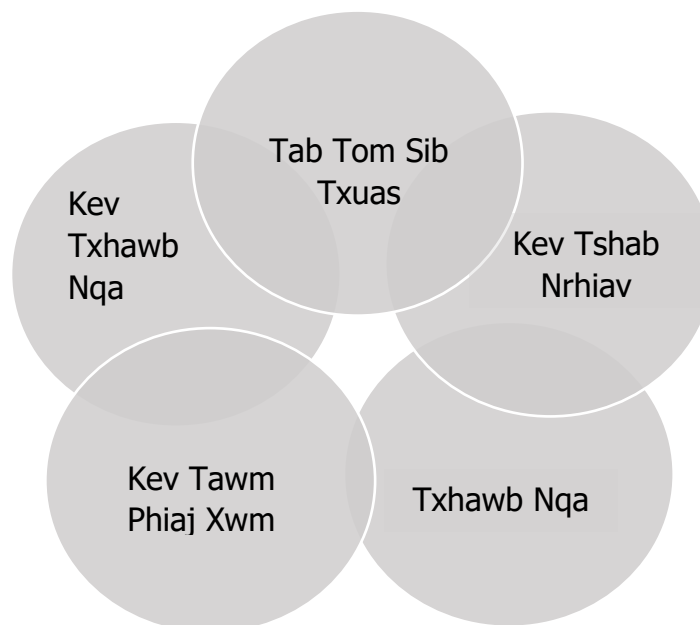 Tab Tom Sib
Txuas
Kev
Txhawb
Nqa
Kev Tshab
Nrhiav
Kev Tawm
Phiaj Xwm
Txhawb Nqa